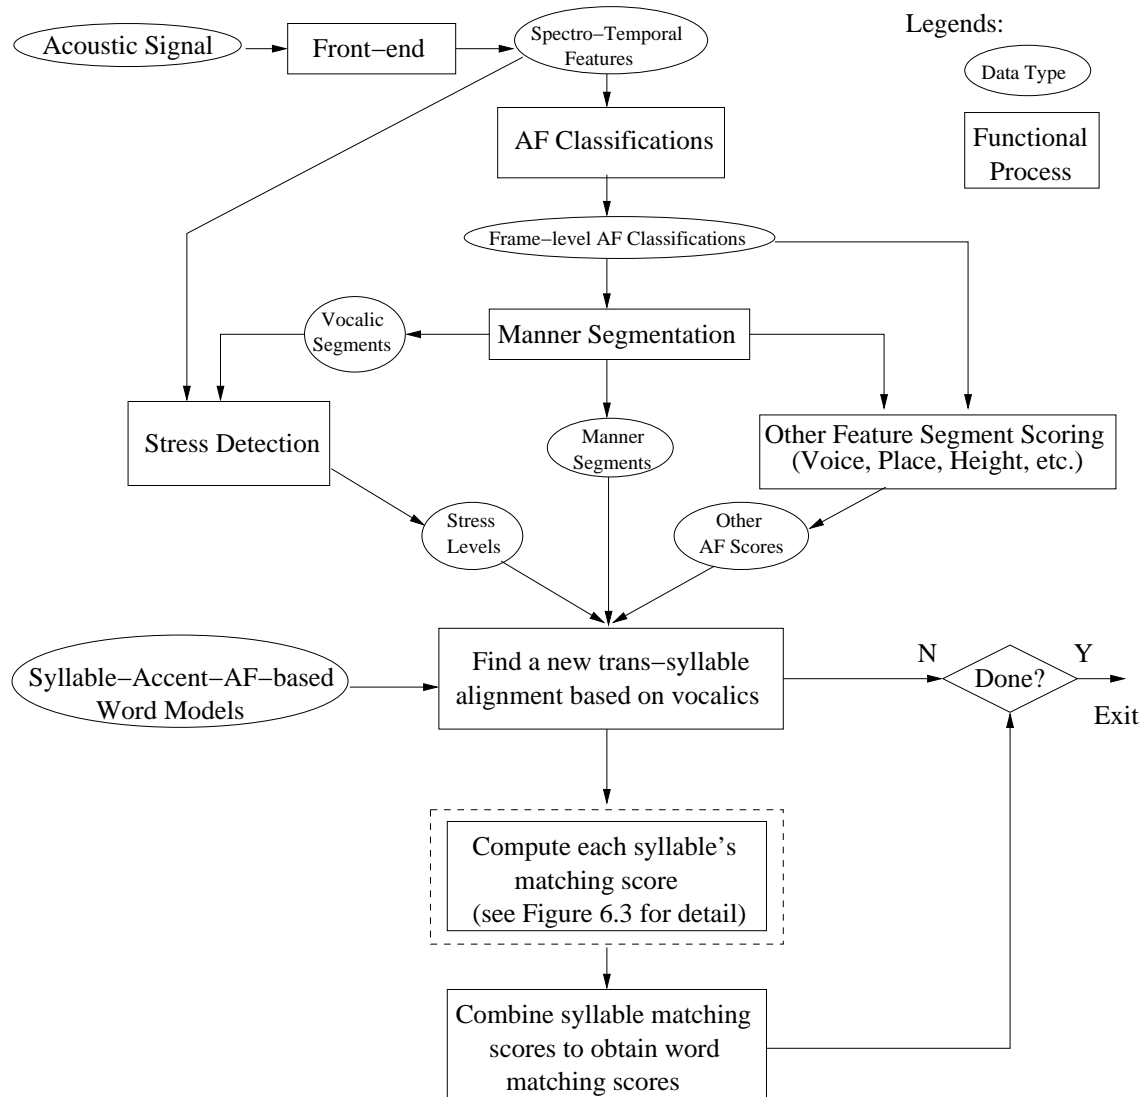 Acoustic Signal
Front−end
Spectro−Temporal
Features
Legends:
Data Type
Functional
Process
AF Classifications
Frame−level AF Classifications
Vocalic
Segments
Manner Segmentation
Stress Detection
Manner
Segments
Other Feature Segment Scoring
(Voice, Place, Height, etc.)
Stress
Levels
Other
AF Scores
Syllable−Accent−AF−based
Word Models
Find a new trans−syllable
alignment based on vocalics
N
Done?
Y
Exit
Compute each syllable's
matching score
(see Figure 6.3 for detail)
Combine syllable matching
scores to obtain word
matching scores